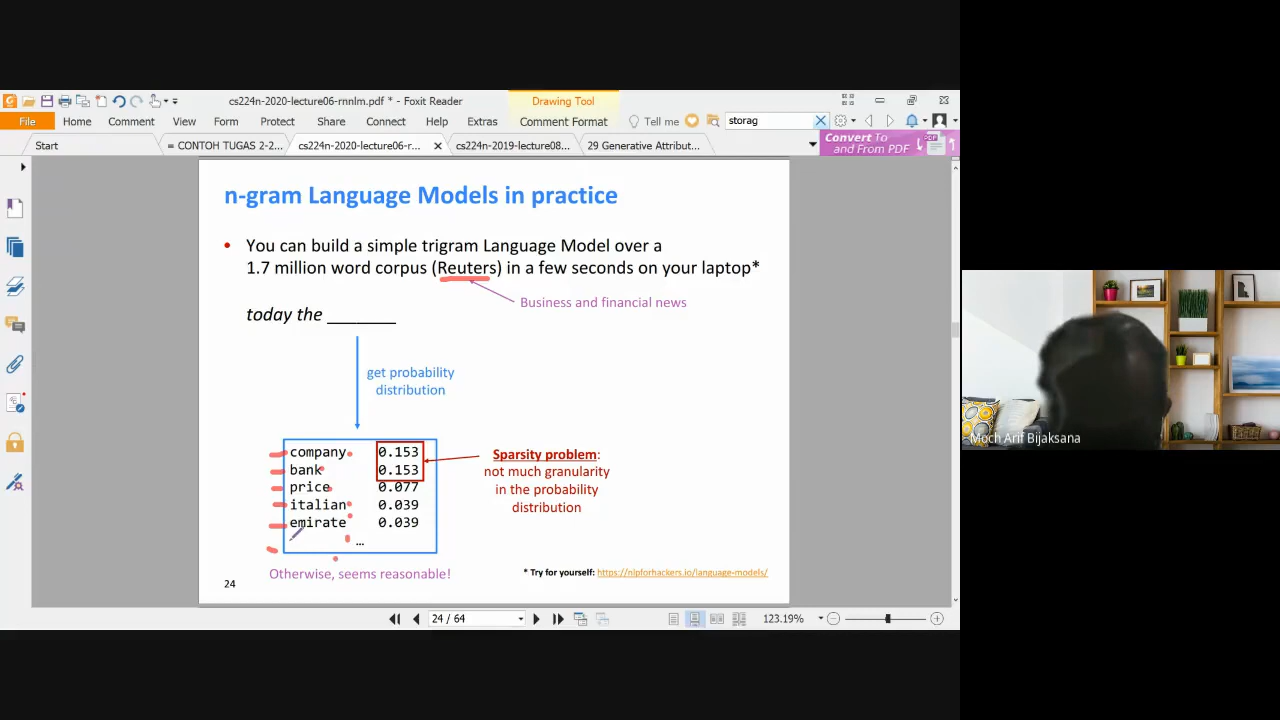 cs224n-2020-lecture06-rnnlm.pdf * - Foxit Reader
Drawing Tool
File Home Comment View Form Protect Share Connect Help Extras Comment Format Tell me storag
Start = CONTOH TUGAS 2-2... cs224n-2020-lecture06-r... cs224n-2019-lecture08... 29 Generative Attribut...
Convert To
and From PDF
PDF
n-gram Language Models in practice
• You can build a simple trigram Language Model over a
1.7 million word corpus (Reuters) in a few seconds on your laptop*
Business and financial news
today the _______
get probability
distribution
company 0.153
bank 0.153
price 0.077
italian 0.039
emirate 0.039
…
Sparsity problem:
not much granularity
in the probability
distribution
Otherwise, seems reasonable!
* Try for yourself: https://nlpforhackers.io/language-models/
24
24 / 64
123.19%
Moch Arif Bijaksana